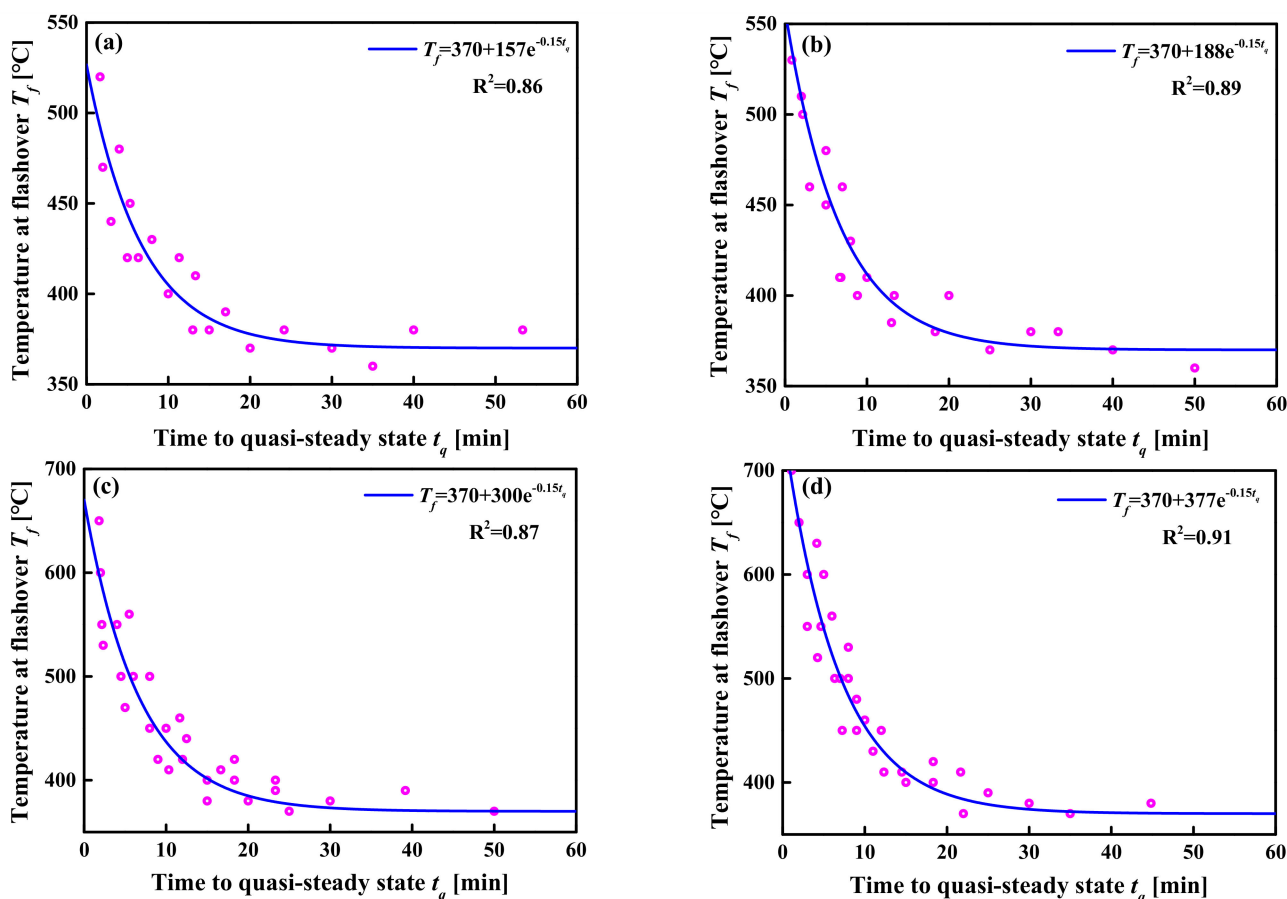 (a)
T_f=370+157e^-0.15t_q
R²=0.86
Temperature at flashover T_f [°C]
550
500
450
400
350
0 10 20 30 40 50 60
Time to quasi-steady state t_q [min]
(b)
T_f=370+188e^-0.15t_q
R²=0.89
Temperature at flashover T_f [°C]
550
500
450
400
350
0 10 20 30 40 50 60
Time to quasi-steady state t_q [min]
(c)
T_f=370+300e^-0.15t_q
R²=0.87
Temperature at flashover T_f [°C]
700
600
500
400
0 10 20 30 40 50 60
Time to quasi-steady state t_q [min]
(d)
T_f=370+377e^-0.15t_q
R²=0.91
Temperature at flashover T_f [°C]
700
600
500
400
0 10 20 30 40 50 60
Time to quasi-steady state t_q [min]